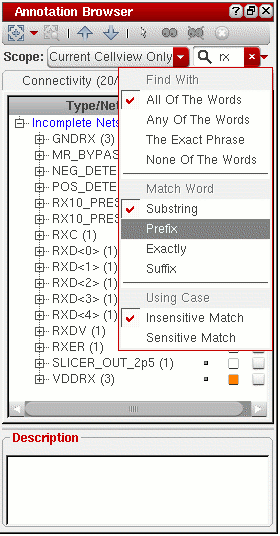 Annotation Browser
Scope: Current Cellview Only rx
Connectivity (20/
Type/Net
Incomplete Nets
GNDRX (3)
MR_BYPAS
NEG_DETE
POS_DETE
RX10_PRES
RX10_PRES
RXC (1)
RXD<0> (1)
RXD<1> (1)
RXD<2> (1)
RXD<3> (1)
RXD<4> (1)
RXDV (1)
RXER (1)
SLICER_OUT_2p5 (1)
VDDRX (3)
Find With
All Of The Words
Any Of The Words
The Exact Phrase
None Of The Words
Match Word
Substring
Prefix
Exactly
Suffix
Using Case
Insensitive Match
Sensitive Match
Description